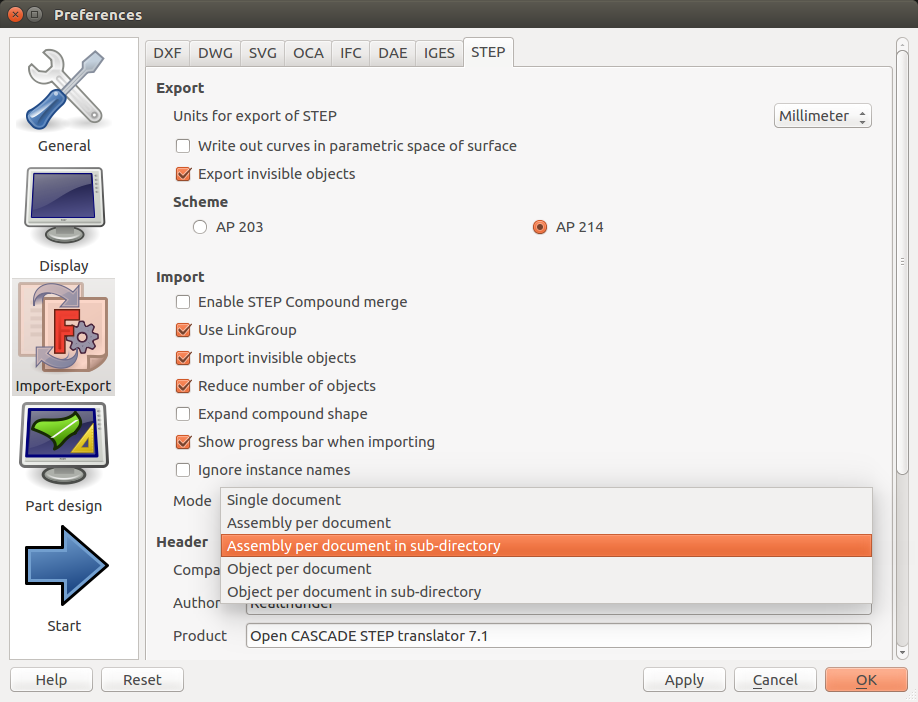 Preferences
General
Display
Import-Export
Part design
Start
DXF DWG SVG OCA IFC DAE IGES STEP
Export
Units for export of STEP Millimeter
Write out curves in parametric space of surface
Export invisible objects
Scheme
AP 203 AP 214
Import
Enable STEP Compound merge
Use LinkGroup
Import invisible objects
Reduce number of objects
Expand compound shape
Show progress bar when importing
Ignore instance names
Mode
Single document
Assembly per document
Assembly per document in sub-directory
Object per document
Object per document in sub-directory
Header
Compa
Author
Product Open CASCADE STEP translator 7.1
Help Reset Apply Cancel OK